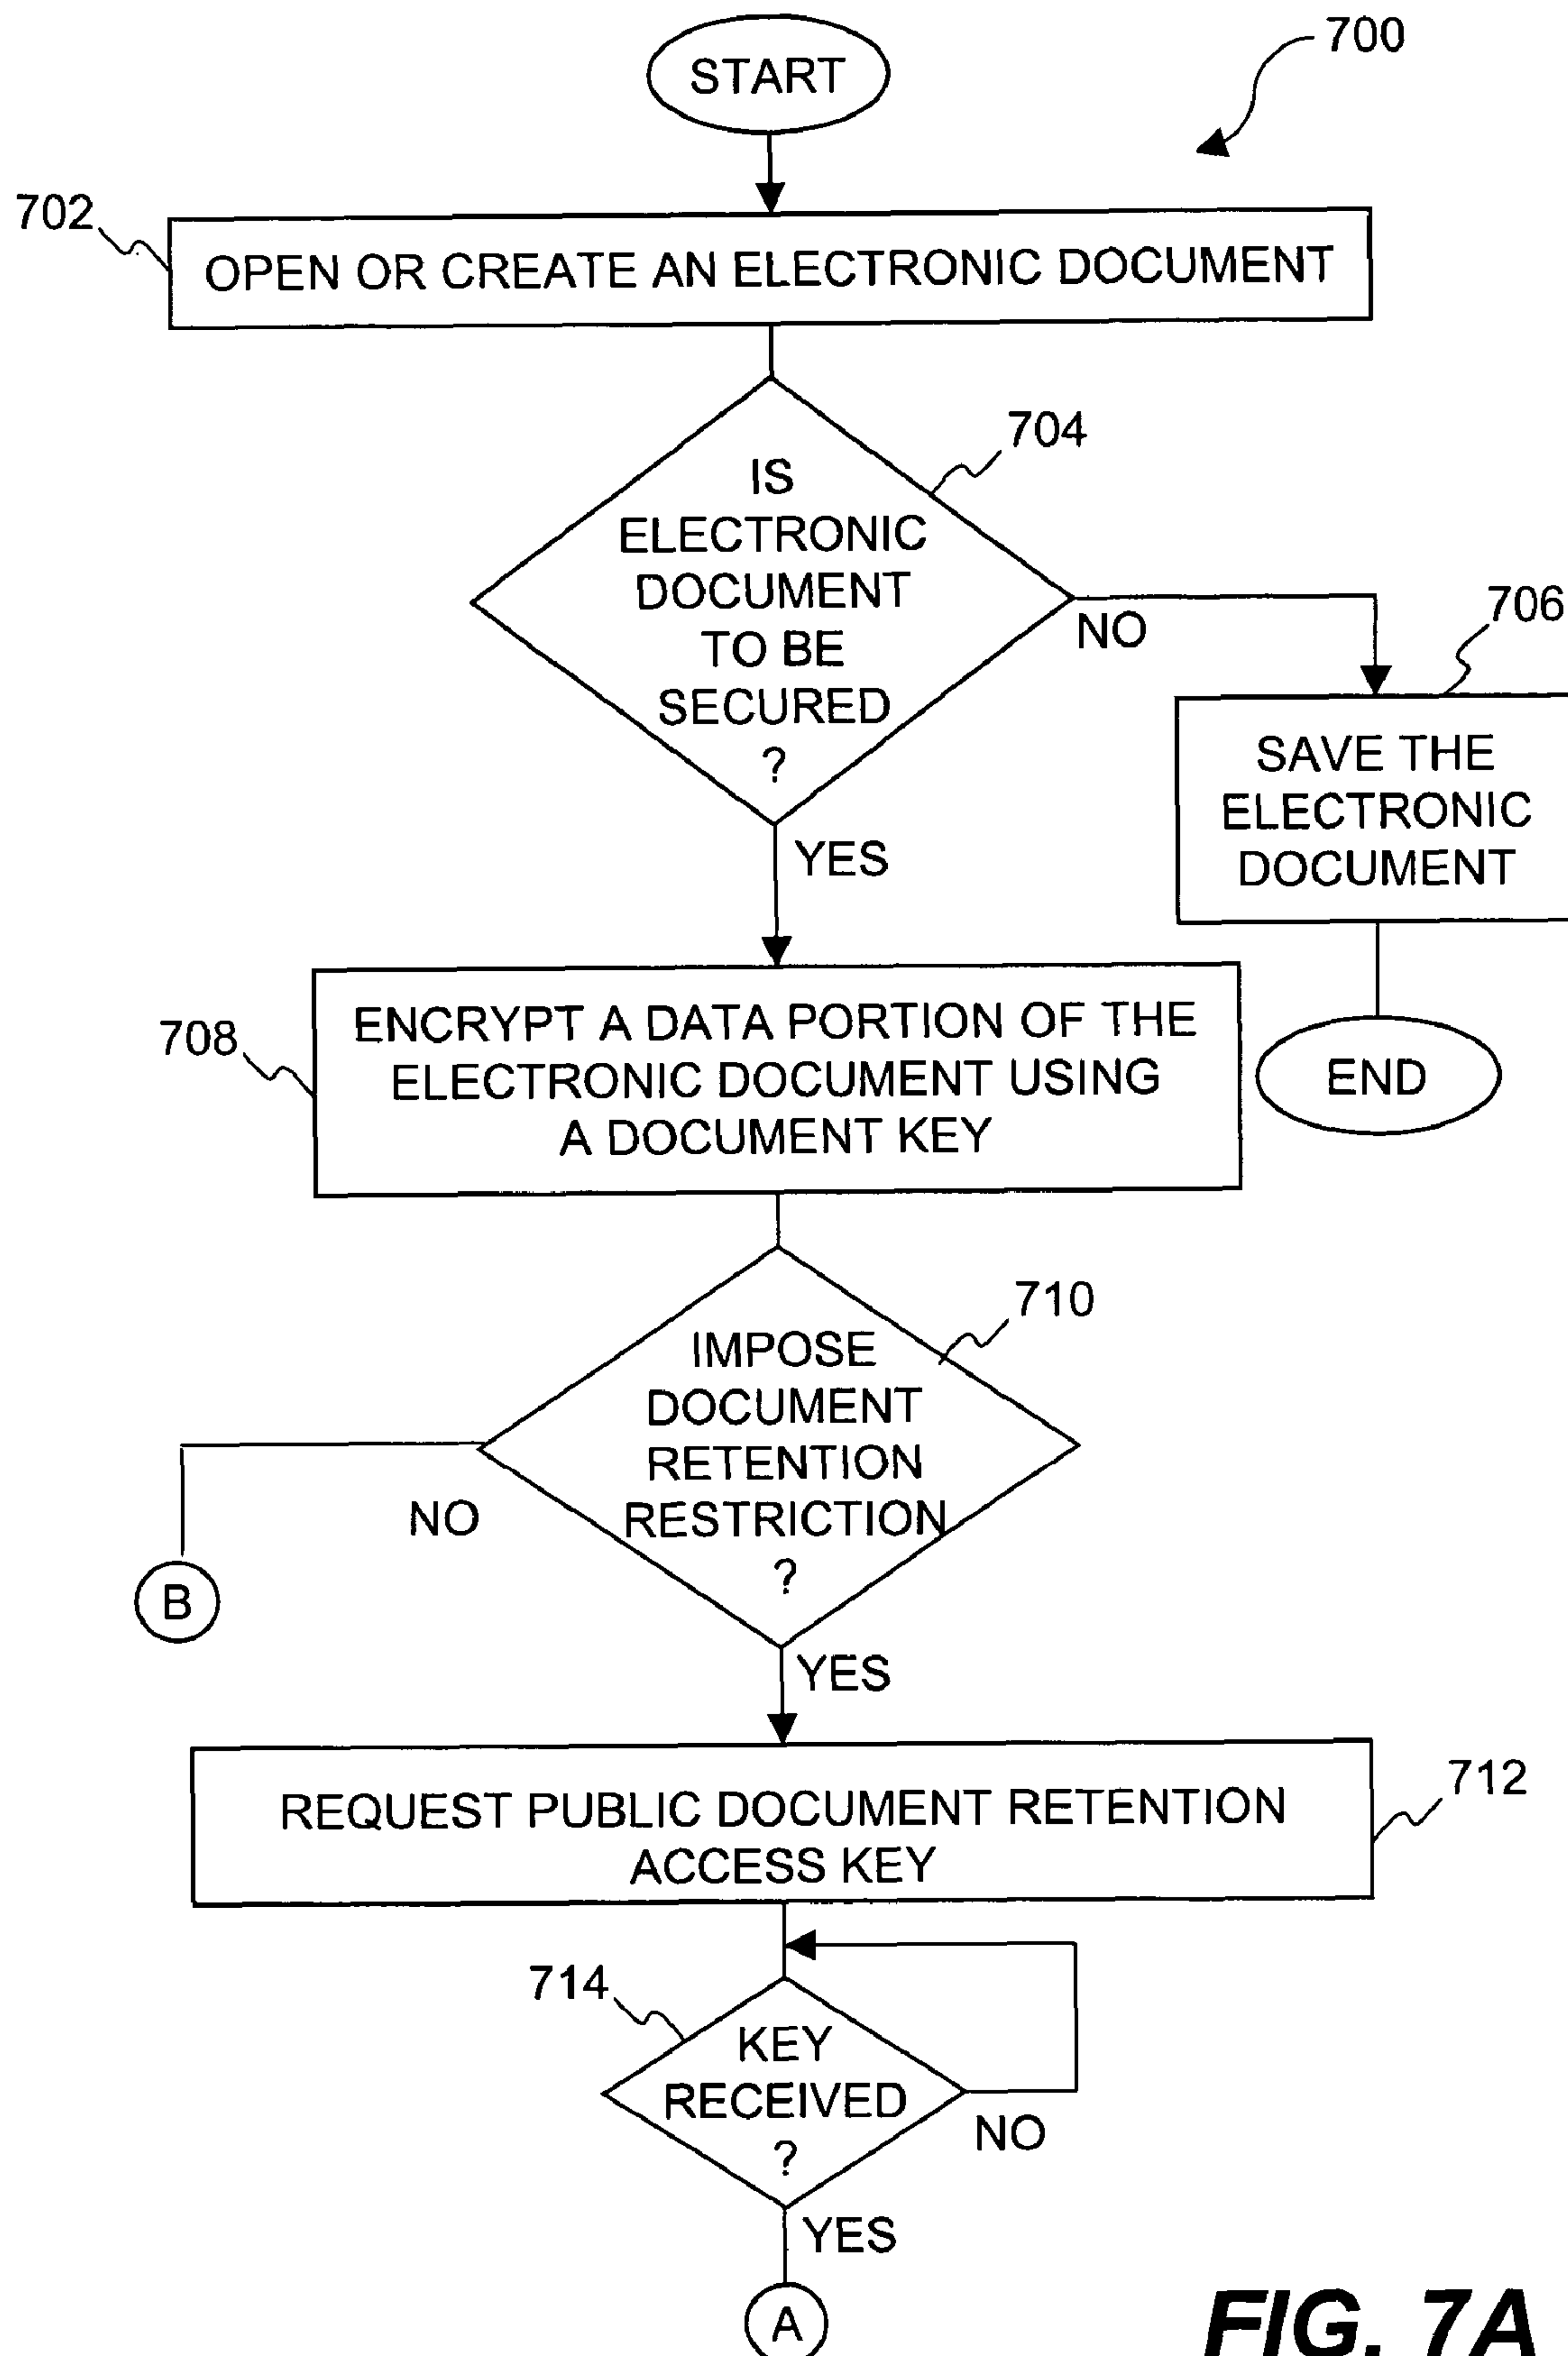 START
700
702
OPEN OR CREATE AN ELECTRONIC DOCUMENT
704
IS
ELECTRONIC
DOCUMENT
TO BE
SECURED
?
NO
706
SAVE THE
ELECTRONIC
DOCUMENT
YES
708
ENCRYPT A DATA PORTION OF THE
ELECTRONIC DOCUMENT USING
A DOCUMENT KEY
END
710
IMPOSE
DOCUMENT
RETENTION
RESTRICTION
?
NO
B
YES
712
REQUEST PUBLIC DOCUMENT RETENTION
ACCESS KEY
714
KEY
RECEIVED
?
NO
YES
A
FIG. 7A